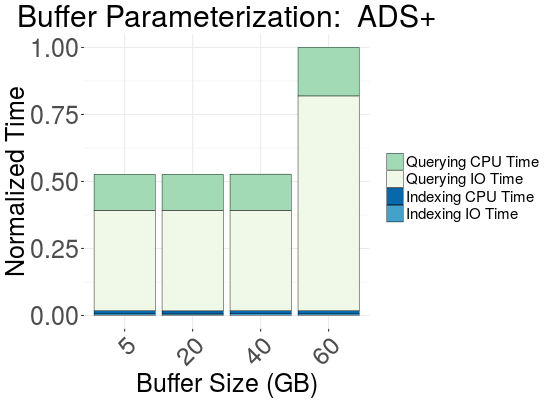 Buffer Parameterization:  ADS+
Normalized Time
1.00
0.75
0.50
0.25
0.00
5
20
40
60
Buffer Size (GB)
Querying CPU Time
Querying IO Time
Indexing CPU Time
Indexing IO Time